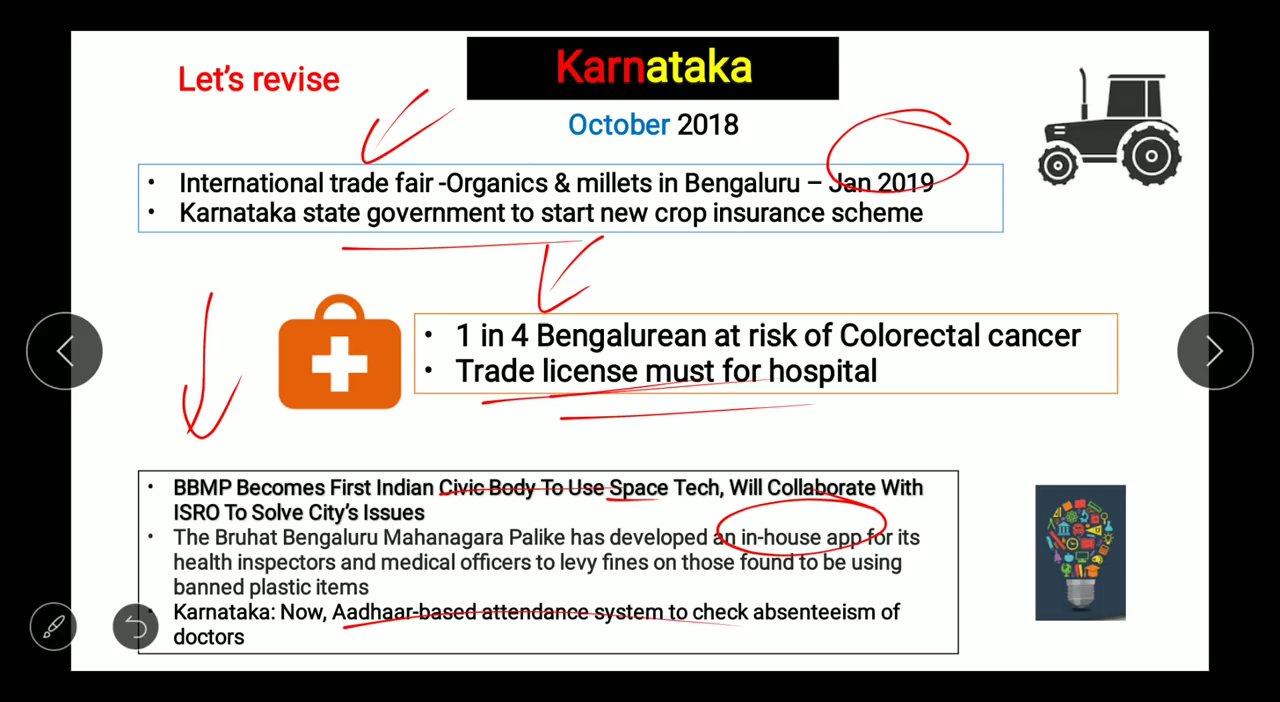 Let's revise
Karnataka
October 2018
• International trade fair -Organics & millets in Bengaluru – Jan 2019
• Karnataka state government to start new crop insurance scheme
• 1 in 4 Bengalurean at risk of Colorectal cancer
• Trade license must for hospital
• BBMP Becomes First Indian Civic Body To Use Space Tech, Will Collaborate With
ISRO To Solve City's Issues
• The Bruhat Bengaluru Mahanagara Palike has developed an in-house app for its
health inspectors and medical officers to levy fines on those found to be using
banned plastic items
• Karnataka: Now, Aadhaar-based attendance system to check absenteeism of
doctors